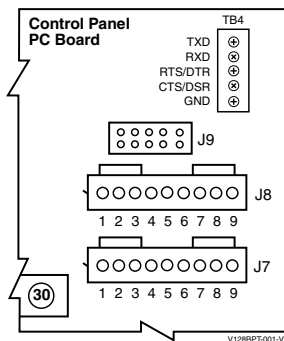 Control Panel
PC Board
TB4
TXD
RXD
RTS/DTR
CTS/DSR
GND
J9
J8
1 2 3 4 5 6 7 8 9
J7
1 2 3 4 5 6 7 8 9
30
V128BPT-001-V